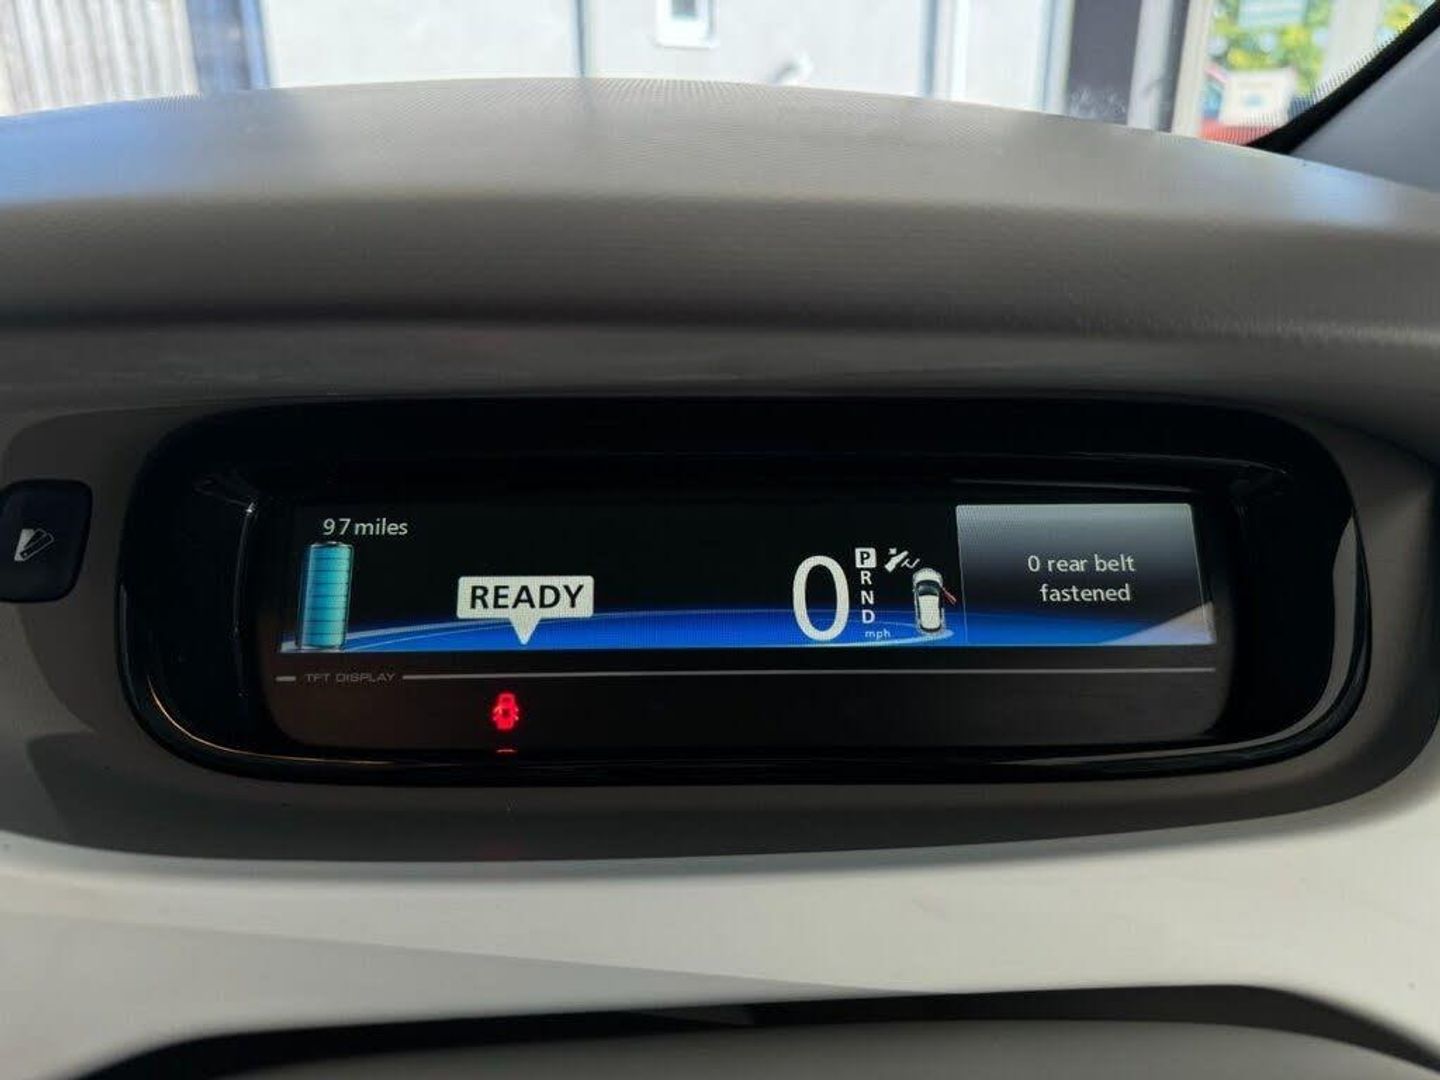 97 miles
READY
0
P
R
N
D
mph
0 rear belt
fastened
TFT DISPLAY